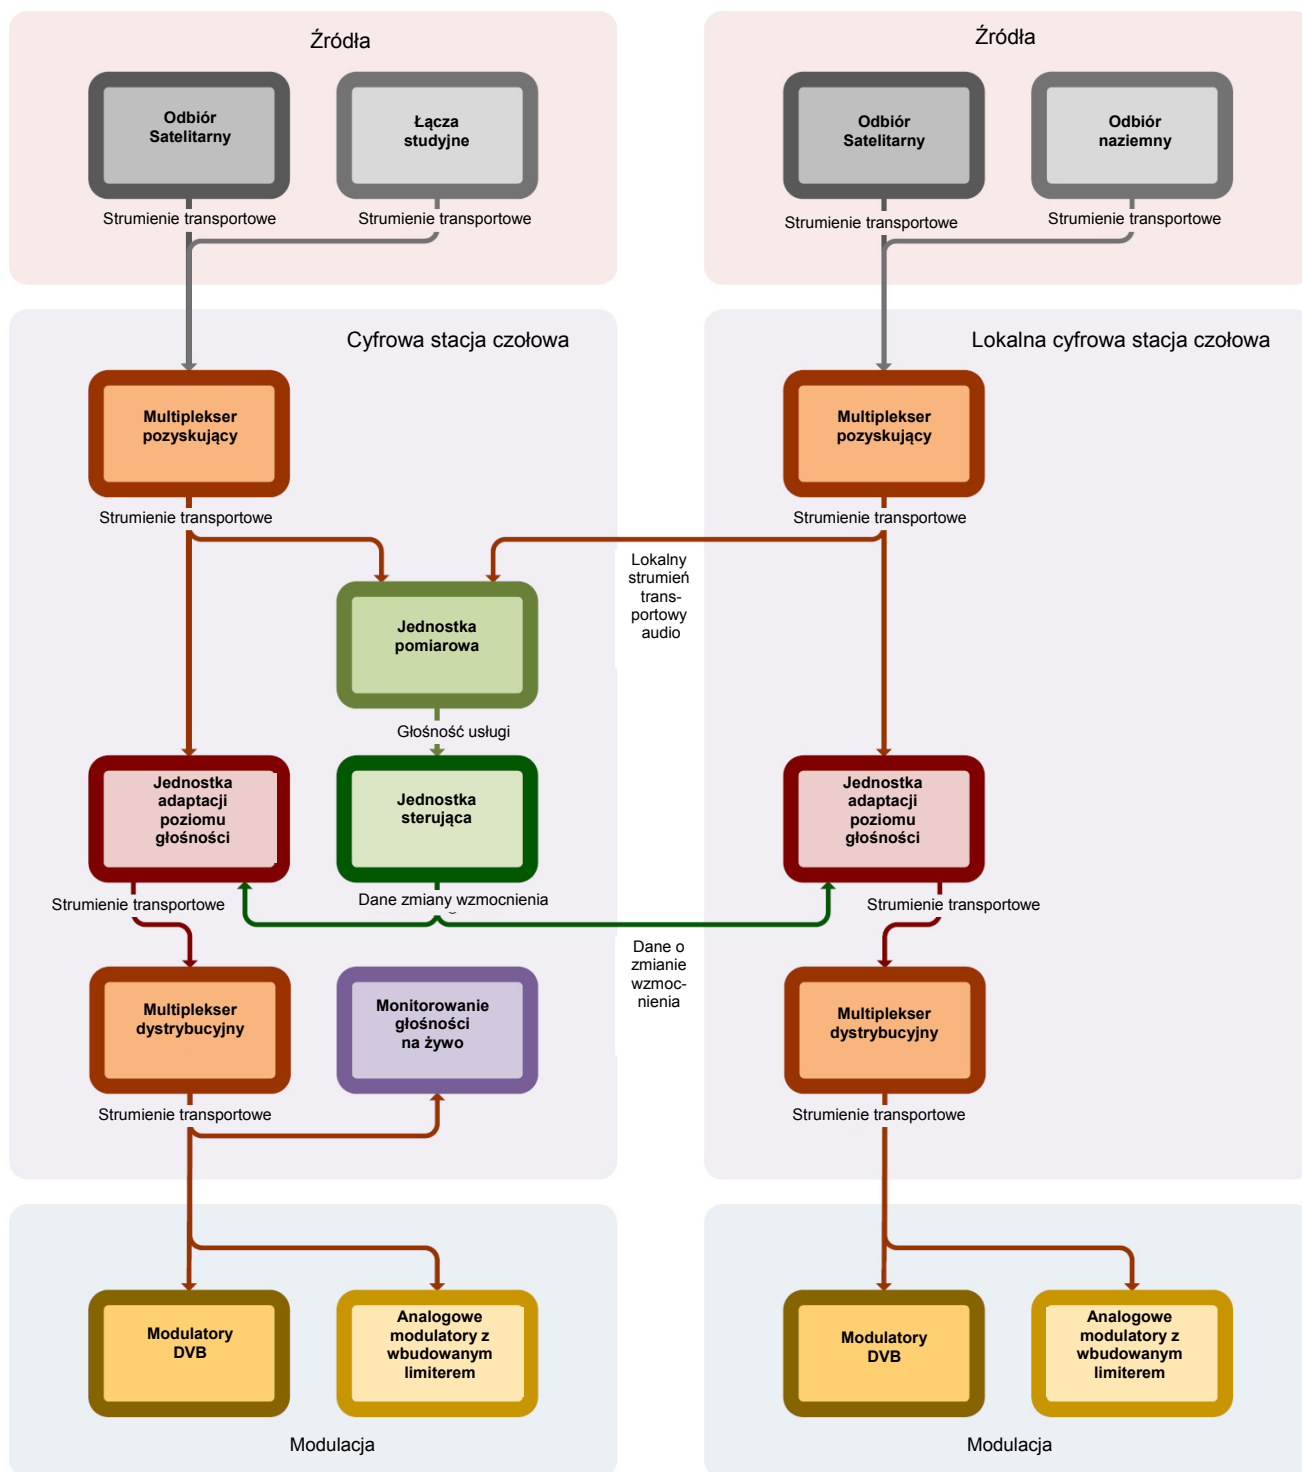 Źródła
Odbiór
Satelitarny
Łącza
studyjne
Strumienie transportowe
Strumienie transportowe
Cyfrowa stacja czołowa
Multiplekser
pozyskujący
Strumienie transportowe
Jednostka
pomiarowa
Głośność usługi
Jednostka
adaptacji
poziomu
głośności
Jednostka
sterująca
Strumienie transportowe
Dane zmiany wzmocnienia
Multiplekser
dystrybucyjny
Monitorowanie
głośności
na żywo
Strumienie transportowe
Modulatory
DVB
Analogowe
modulatory z
wbudowanym
limiterem
Modulacja
Lokalny
strumień
trans-
portowy
audio
Dane o
zmianie
wzmoc-
nienia
Źródła
Odbiór
Satelitarny
Odbiór
naziemny
Strumienie transportowe
Strumienie transportowe
Lokalna cyfrowa stacja czołowa
Multiplekser
pozyskujący
Strumienie transportowe
Jednostka
adaptacji
poziomu
głośności
Strumienie transportowe
Multiplekser
dystrybucyjny
Strumienie transportowe
Modulatory
DVB
Analogowe
modulatory z
wbudowanym
limiterem
Modulacja